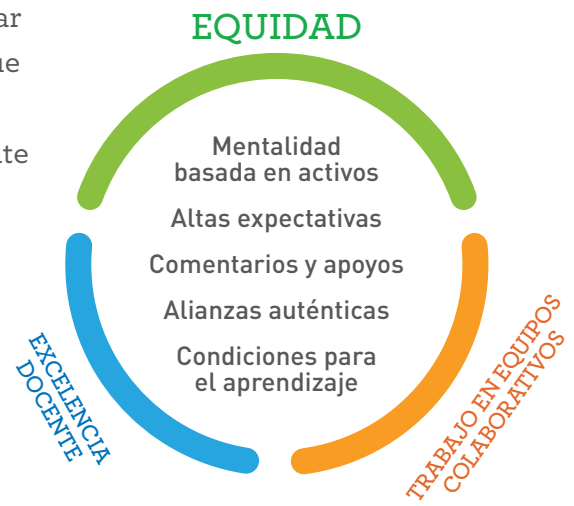 EQUIDAD
Mentalidad
basada en activos
Altas expectativas
Comentarios y apoyos
Alianzas auténticas
Condiciones para
el aprendizaje
EXCELENCIA
DOCENTE
TRABAJO EN EQUIPOS
COLABORATIVOS